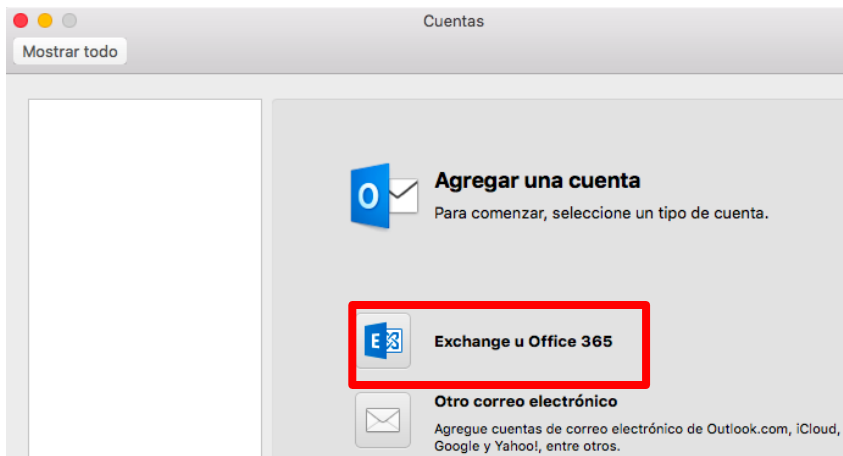 Cuentas
Mostrar todo
Agregar una cuenta
Para comenzar, seleccione un tipo de cuenta.
Exchange u Office 365
Otro correo electrónico
Agregue cuentas de correo electrónico de Outlook.com, iCloud,
Google y Yahoo!, entre otros.